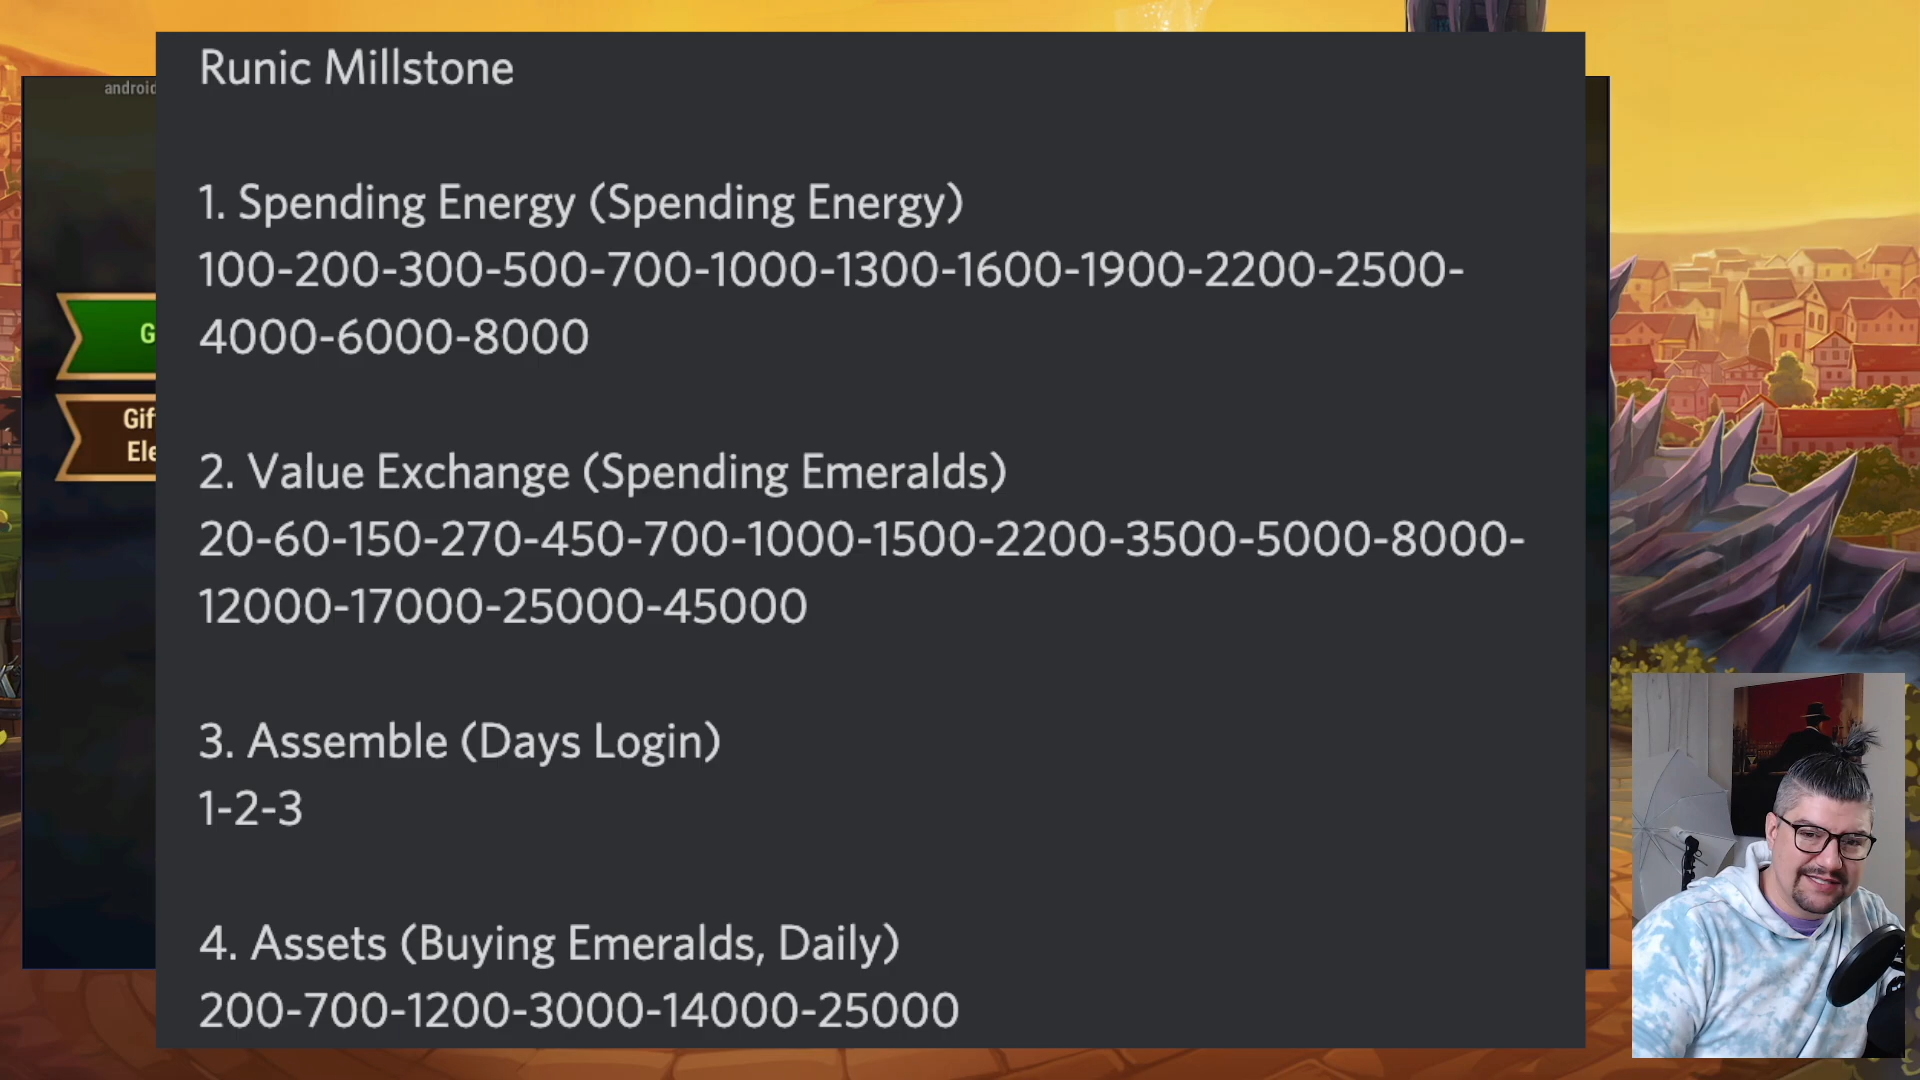 android
Runic Millstone
1. Spending Energy (Spending Energy)
100-200-300-500-700-1000-1300-1600-1900-2200-2500-
4000-6000-8000
2. Value Exchange (Spending Emeralds)
20-60-150-270-450-700-1000-1500-2200-3500-5000-8000-
12000-17000-25000-45000
3. Assemble (Days Login)
1-2-3
4. Assets (Buying Emeralds, Daily)
200-700-1200-3000-14000-25000
G
Gif
Ele